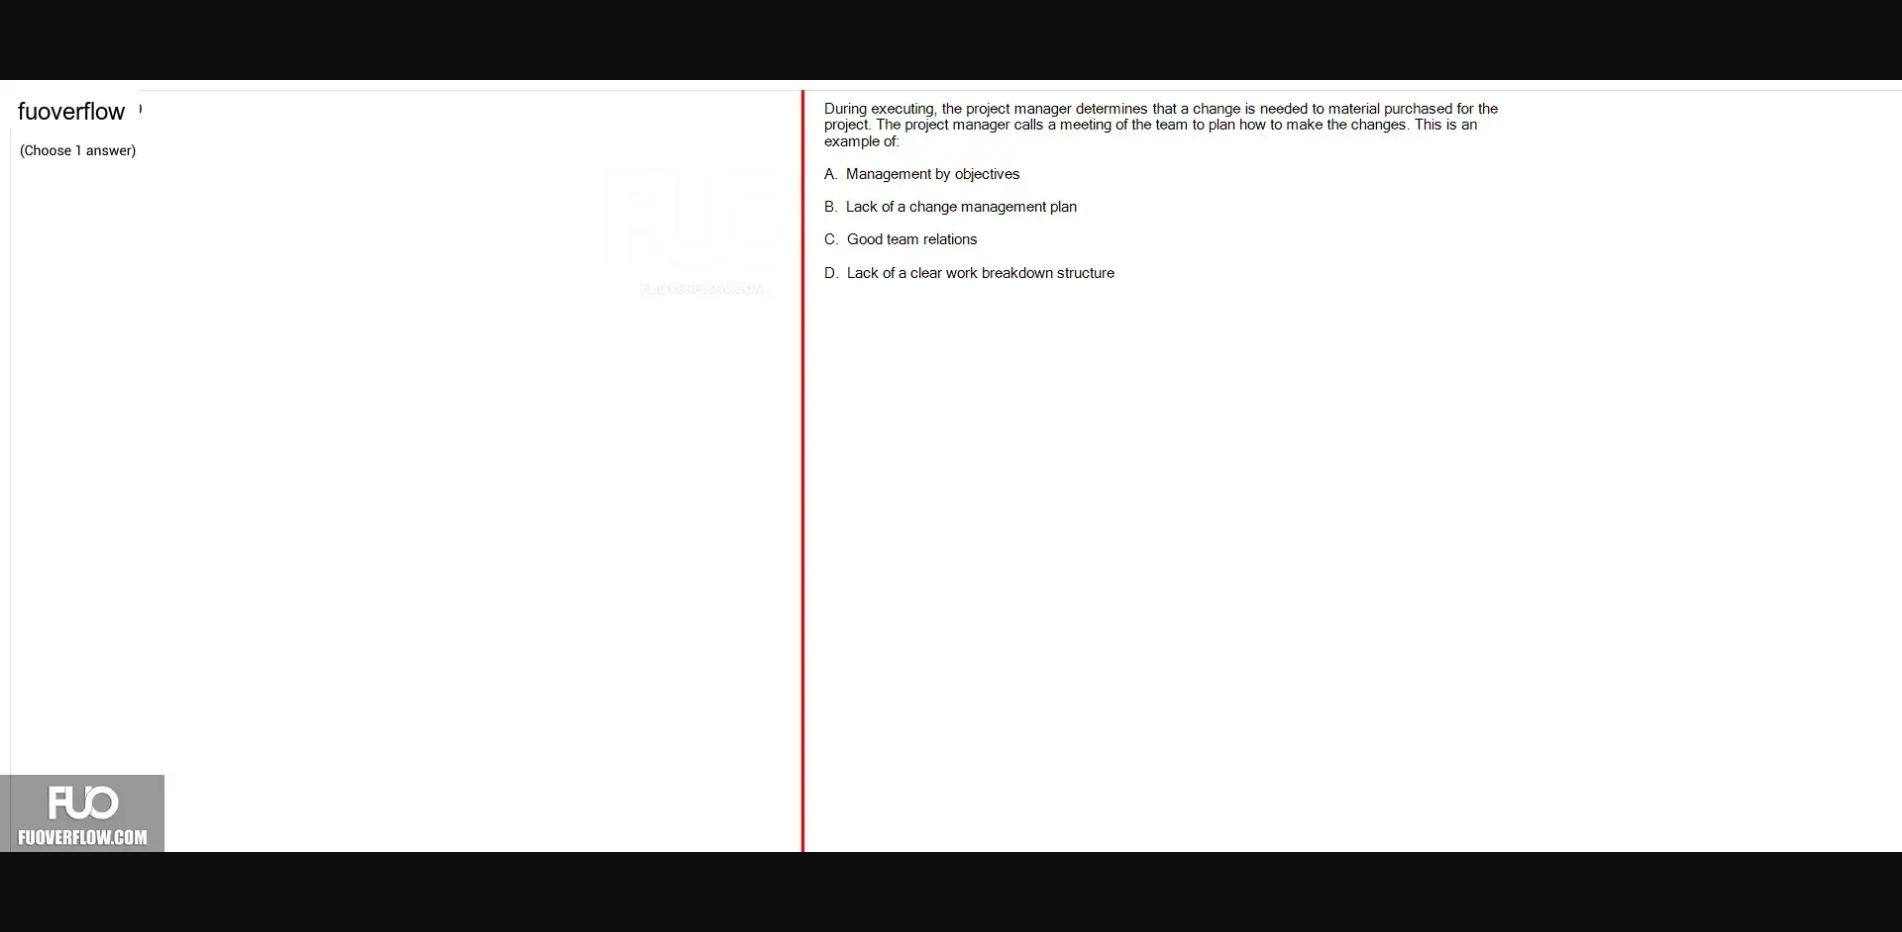 fuoverflow
(Choose 1 answer)
During executing, the project manager determines that a change is needed to material purchased for the
project. The project manager calls a meeting of the team to plan how to make the changes. This is an
example of:
A. Management by objectives
B. Lack of a change management plan
C. Good team relations
D. Lack of a clear work breakdown structure
FUOVERFLOW.COM
FUO
FUOVERFLOW.COM